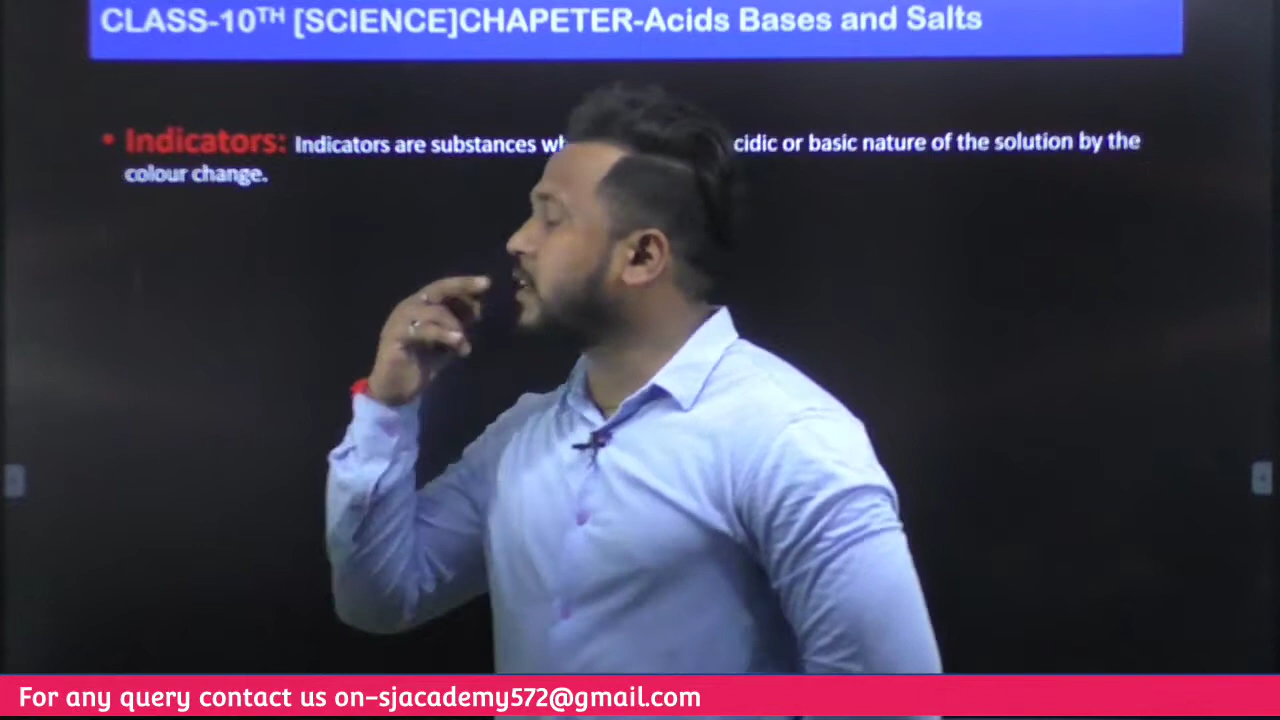 CLASS-10TH [SCIENCE]CHAPETER-Acids Bases and Salts
• Indicators: Indicators are substances cidic or basic nature of the solution by the
colour change.
For any query contact us on-sjacademy572@gmail.com